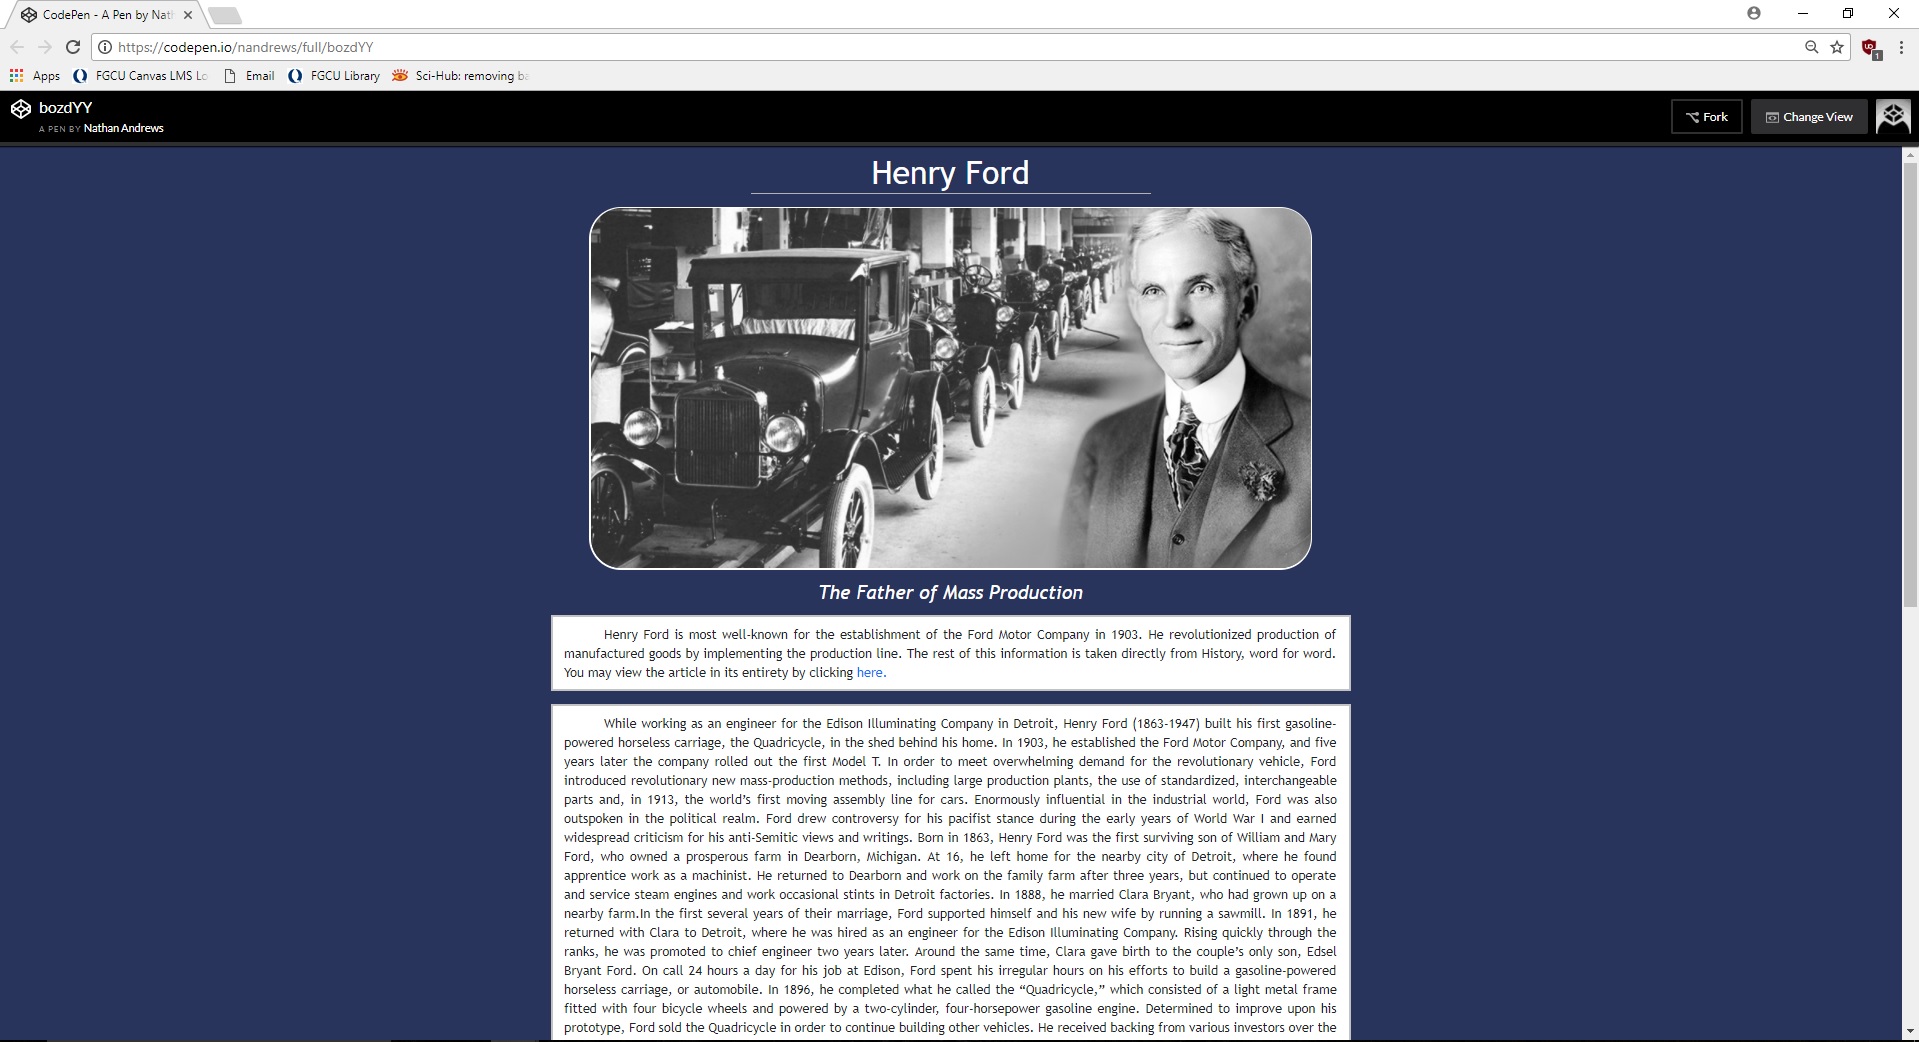 CodePen - A Pen by Nat
https://codepen.io/nandrews/full/bozdYY
Apps FGCU Canvas LMS Lo Email FGCU Library Sci-Hub: removing ba
1
bozdYY
A PEN BY Nathan Andrews
Fork Change View
Henry Ford
The Father of Mass Production
Henry Ford is most well-known for the establishment of the Ford Motor Company in 1903. He revolutionized production of
manufactured goods by implementing the production line. The rest of this information is taken directly from History, word for word.
You may view the article in its entirety by clicking here.
While working as an engineer for the Edison Illuminating Company in Detroit, Henry Ford (1863-1947) built his first gasoline-
powered horseless carriage, the Quadricycle, in the shed behind his home. In 1903, he established the Ford Motor Company, and five
years later the company rolled out the first Model T. In order to meet overwhelming demand for the revolutionary vehicle, Ford
introduced revolutionary new mass-production methods, including large production plants, the use of standardized, interchangeable
parts and, in 1913, the world’s first moving assembly line for cars. Enormously influential in the industrial world, Ford was also
outspoken in the political realm. Ford drew controversy for his pacifist stance during the early years of World War I and earned
widespread criticism for his anti-Semitic views and writings. Born in 1863, Henry Ford was the first surviving son of William and Mary
Ford, who owned a prosperous farm in Dearborn, Michigan. At 16, he left home for the nearby city of Detroit, where he found
apprentice work as a machinist. He returned to Dearborn and work on the family farm after three years, but continued to operate
and service steam engines and work occasional stints in Detroit factories. In 1888, he married Clara Bryant, who had grown up on a
nearby farm.In the first several years of their marriage, Ford supported himself and his new wife by running a sawmill. In 1891, he
returned with Clara to Detroit, where he was hired as an engineer for the Edison Illuminating Company. Rising quickly through the
ranks, he was promoted to chief engineer two years later. Around the same time, Clara gave birth to the couple’s only son, Edsel
Bryant Ford. On call 24 hours a day for his job at Edison, Ford spent his irregular hours on his efforts to build a gasoline-powered
horseless carriage, or automobile. In 1896, he completed what he called the “Quadricycle,” which consisted of a light metal frame
fitted with four bicycle wheels and powered by a two-cylinder, four-horsepower gasoline engine. Determined to improve upon his
prototype, Ford sold the Quadricycle in order to continue building other vehicles. He received backing from various investors over the